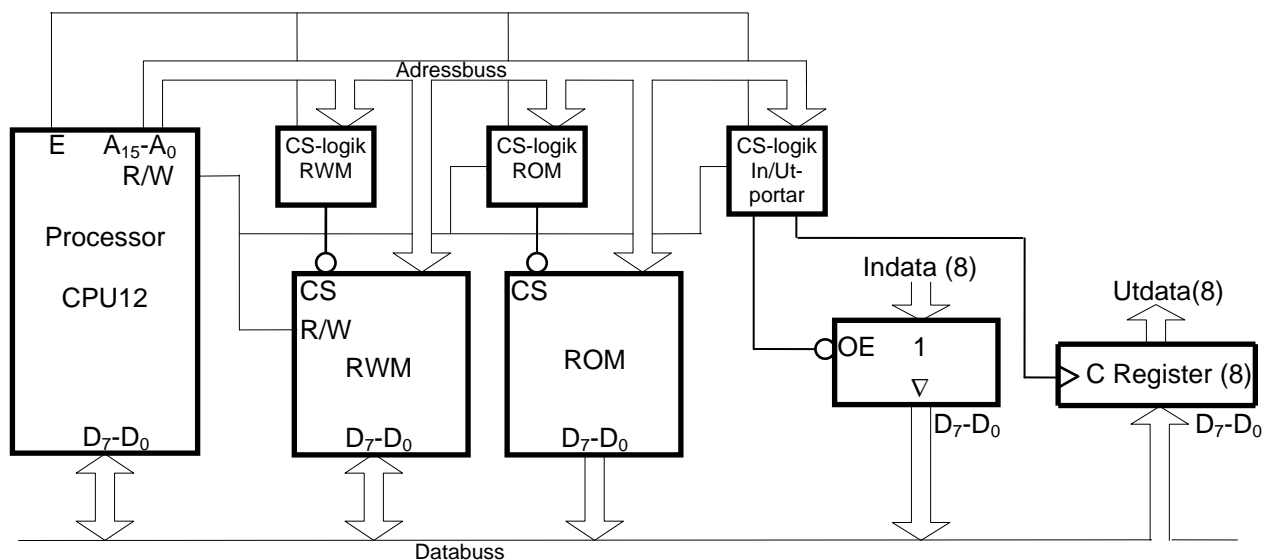 Adressbuss
E A15-A0
R/W
Processor
CPU12
D7-D0
CS-logik
RWM
CS-logik
ROM
CS-logik
In/Ut-
portar
CS
R/W
RWM
D7-D0
CS
ROM
D7-D0
Indata (8)
OE 1
∇
D7-D0
Utdata(8)
C Register (8)
D7-D0
Databuss